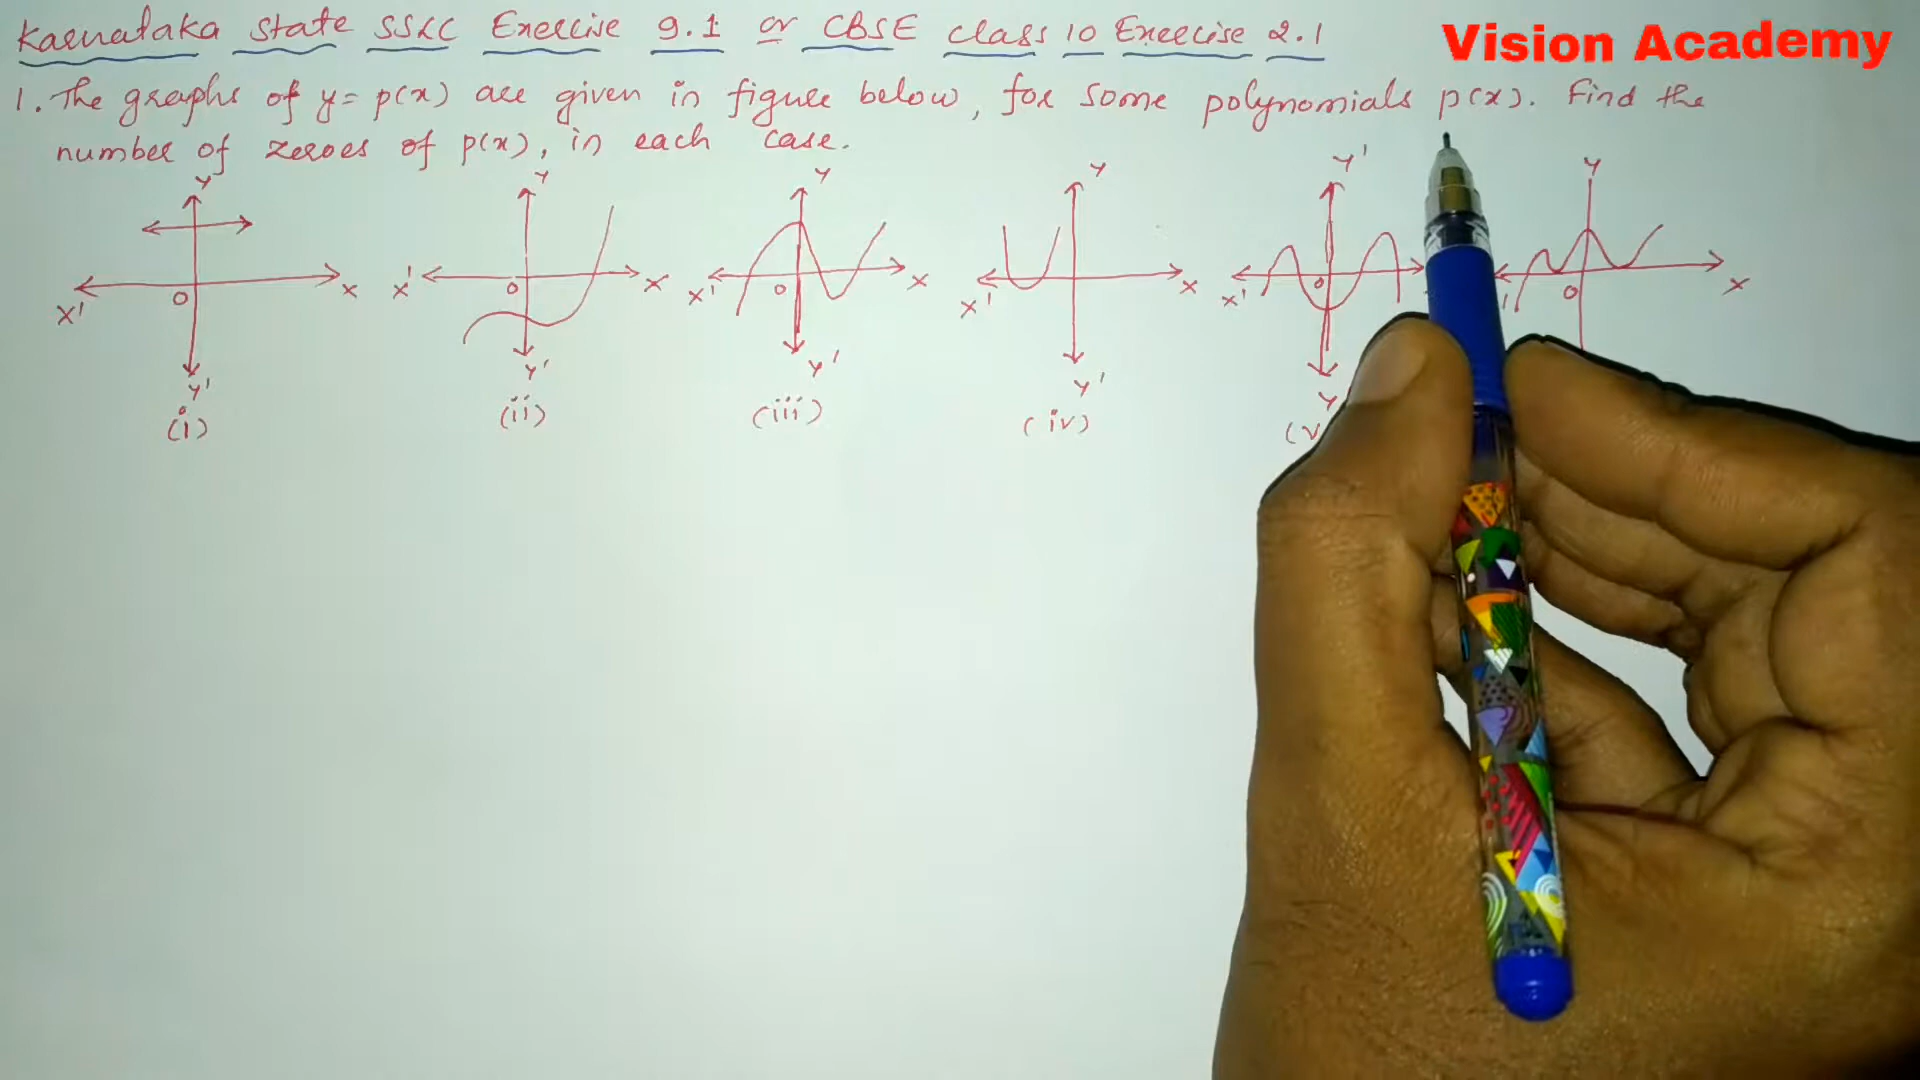 Karnataka State SSLC Exercise 9.1 or CBSE class 10 Exercise 2.1
Vision Academy
1. The graphs of y = p(x) are given in figure below, for some polynomials p(x). Find the
number of zeroes of p(x), in each case.
Y Y Y Y Y' Y
X' O X X' O X X' O X X' X X' O ' O X
Y' Y' Y' Y' Y
(i) (ii) (iii) (iv) (v